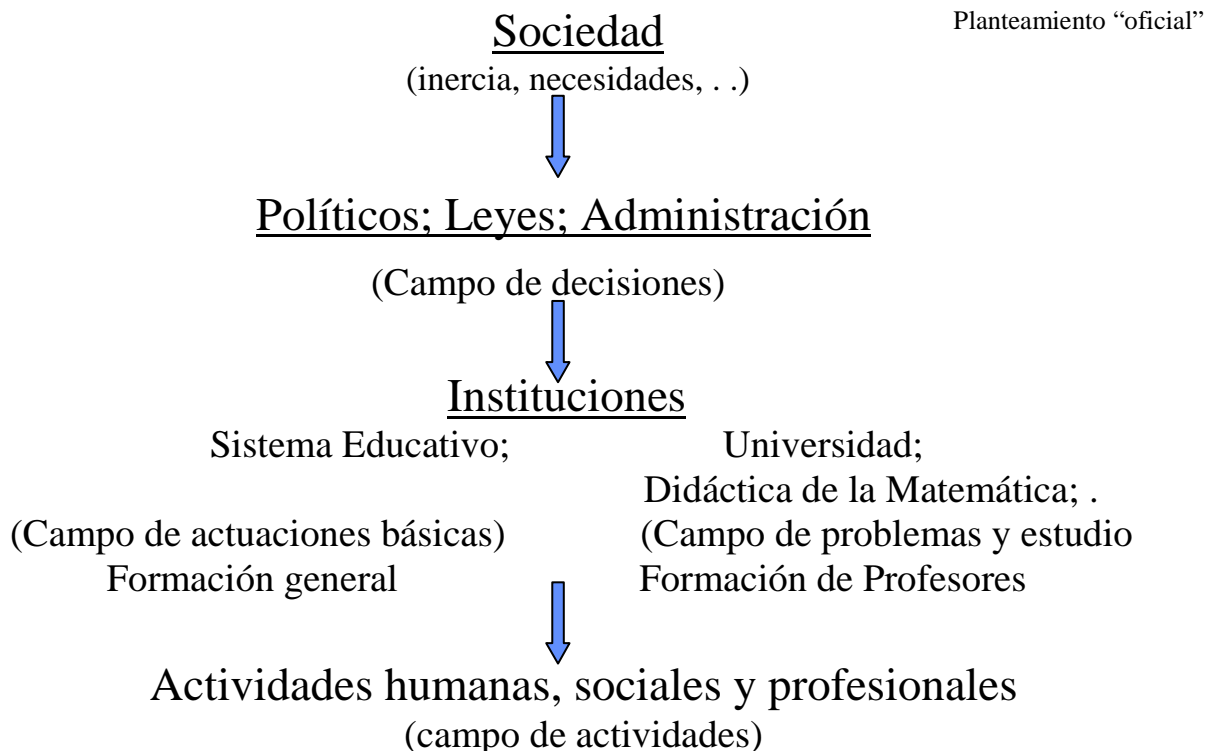 Sociedad
Planteamiento “oficial”
(inercia, necesidades, . .)
Políticos; Leyes; Administración
(Campo de decisiones)
Instituciones
Sistema Educativo; Universidad;
Didáctica de la Matemática; .
(Campo de actuaciones básicas) (Campo de problemas y estudio
Formación general Formación de Profesores
Actividades humanas, sociales y profesionales
(campo de actividades)